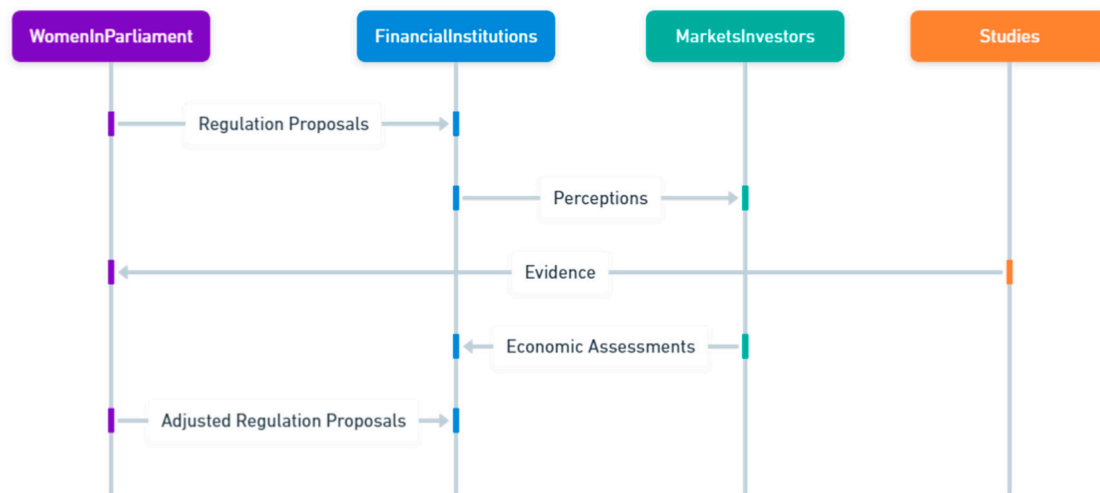 WomenInParliament
FinancialInstitutions
MarketsInvestors
Studies
Regulation Proposals
Perceptions
Evidence
Economic Assessments
Adjusted Regulation Proposals